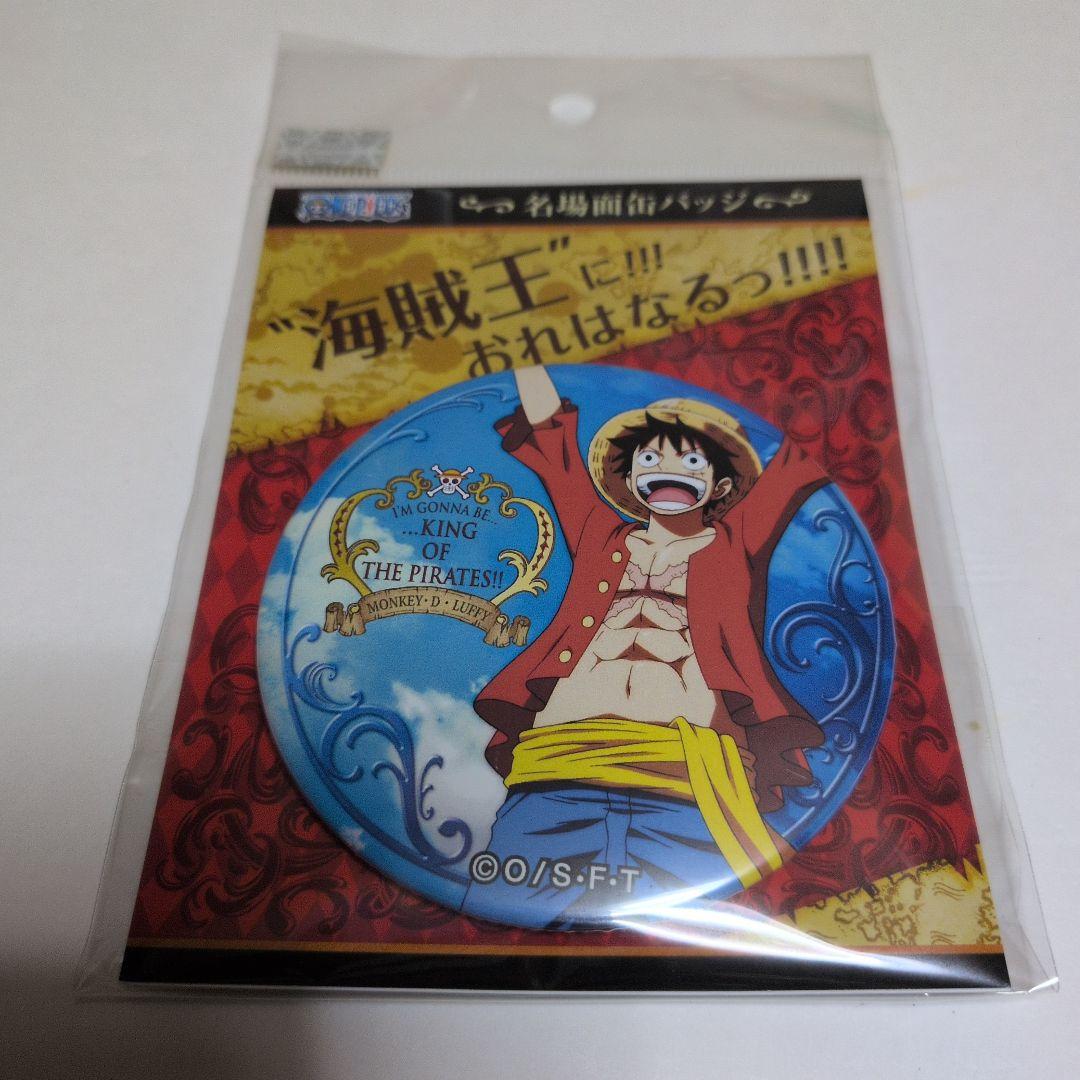 ONE PIECE
名場面缶バッジ
"海賊王"に!!!
おれはなるっ!!!!
I'M GONNA BE...
...KING
OF
THE PIRATES!!
MONKEY・D・LUFFY
©O/S・F・T